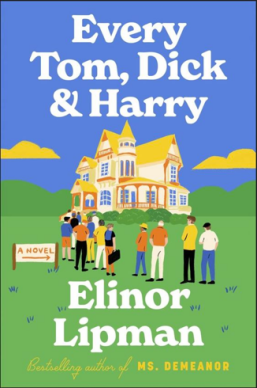 Every
Tom, Dick
& Harry
A NOVEL
Elinor
Lipman
Bestselling author of MS. DEMEANOR